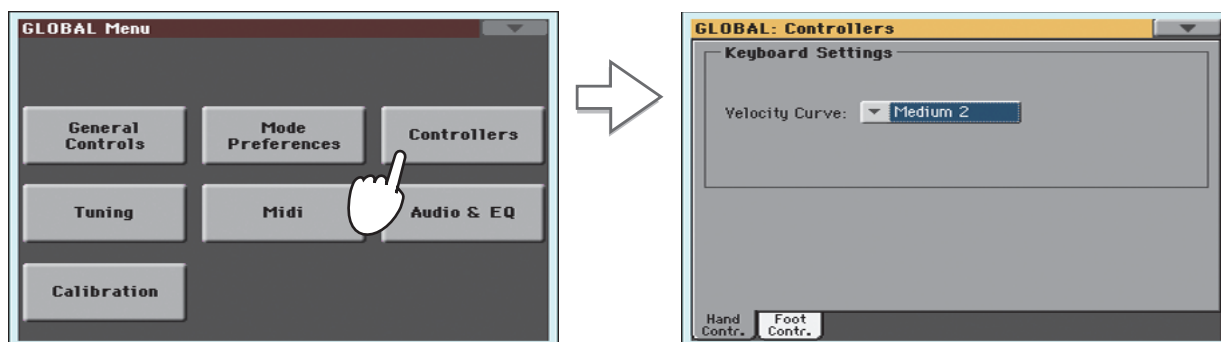 GLOBAL Menu
General
Controls
Mode
Preferences
Controllers
Tuning
Midi
Audio & EQ
Calibration
GLOBAL: Controllers
Keyboard Settings
Velocity Curve: Medium 2
Hand
Contr.
Foot
Contr.